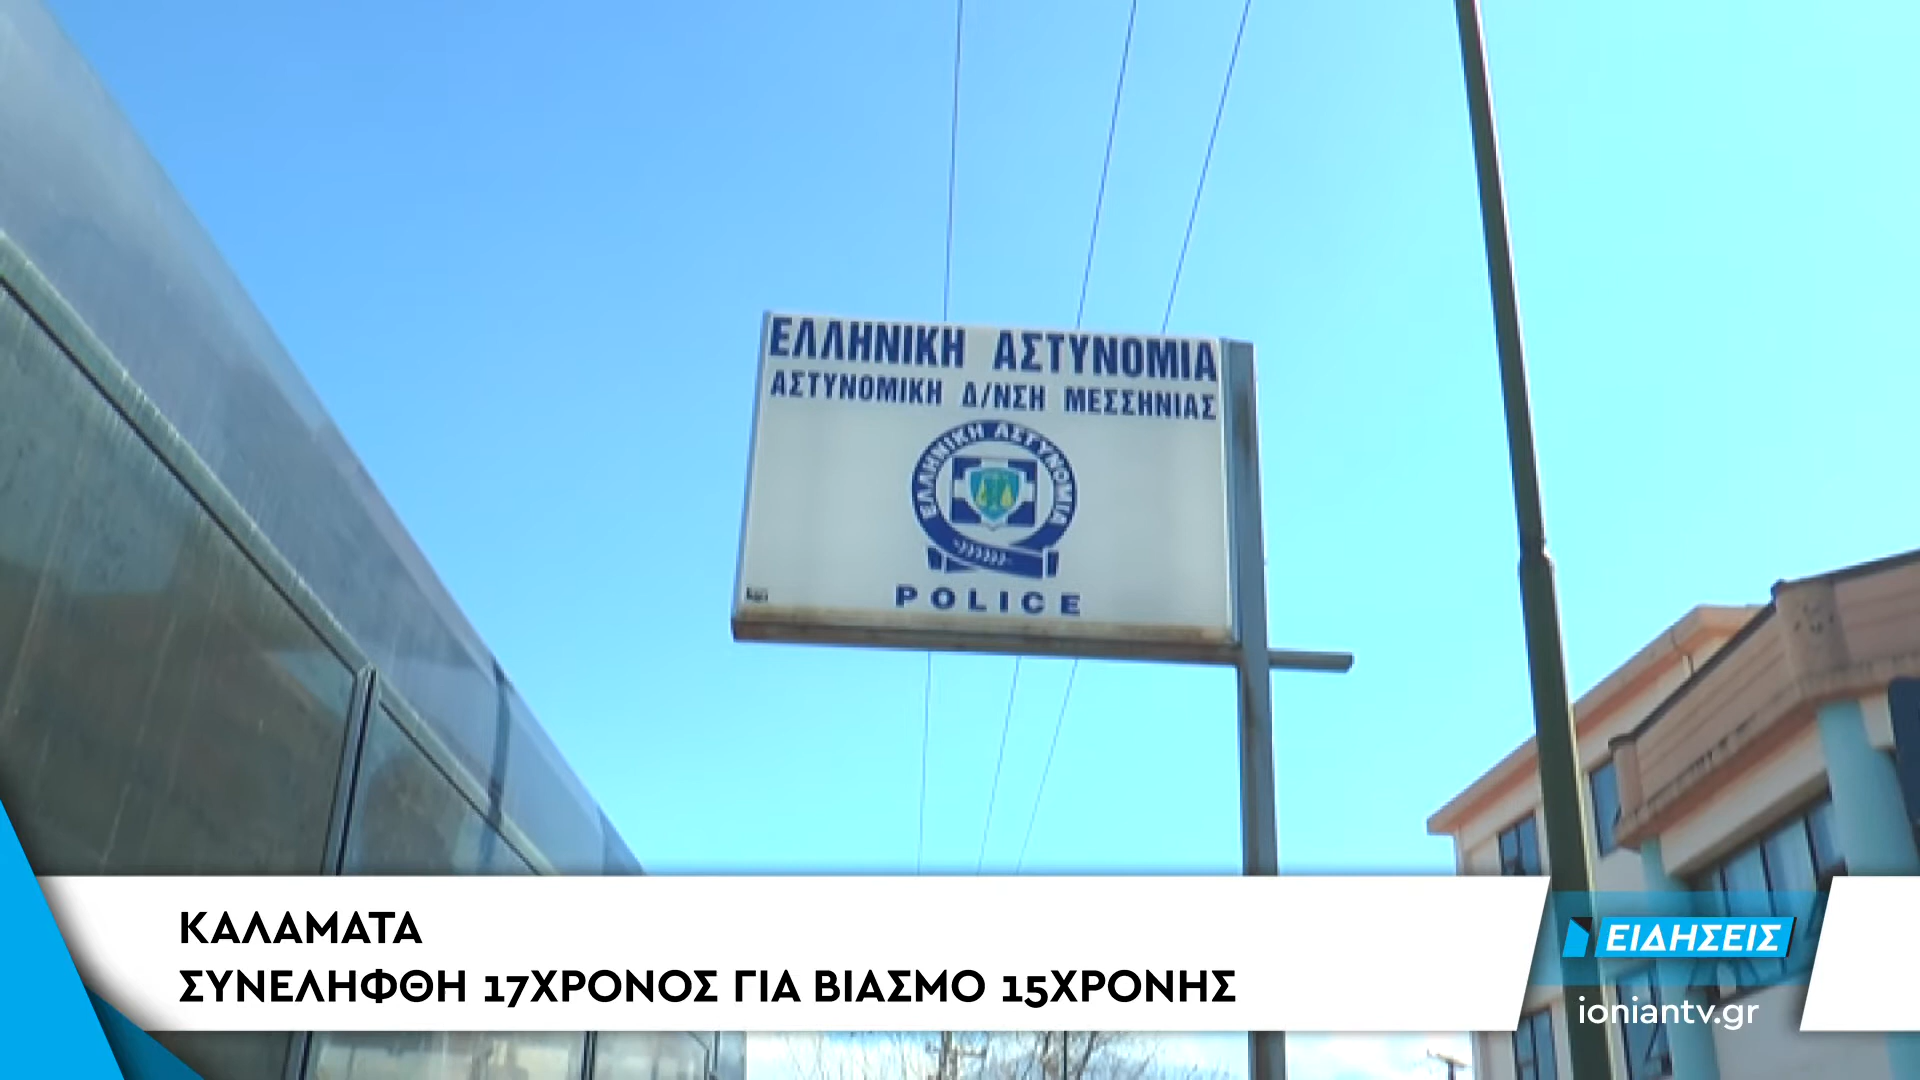 ΕΛΛΗΝΙΚΗ ΑΣΤΥΝΟΜΙΑ
ΑΣΤΥΝΟΜΙΚΗ Δ/ΝΣΗ ΜΕΣΣΗΝΙΑΣ
ΕΛΛΗΝΙΚΗ ΑΣΤΥΝΟΜΙΑ
POLICE
ΚΑΛΑΜΑΤΑ
ΣΥΝΕΛΗΦΘΗ 17ΧΡΟΝΟΣ ΓΙΑ ΒΙΑΣΜΟ 15ΧΡΟΝΗΣ
ΕΙΔΗΣΕΙΣ
ioniantv.gr